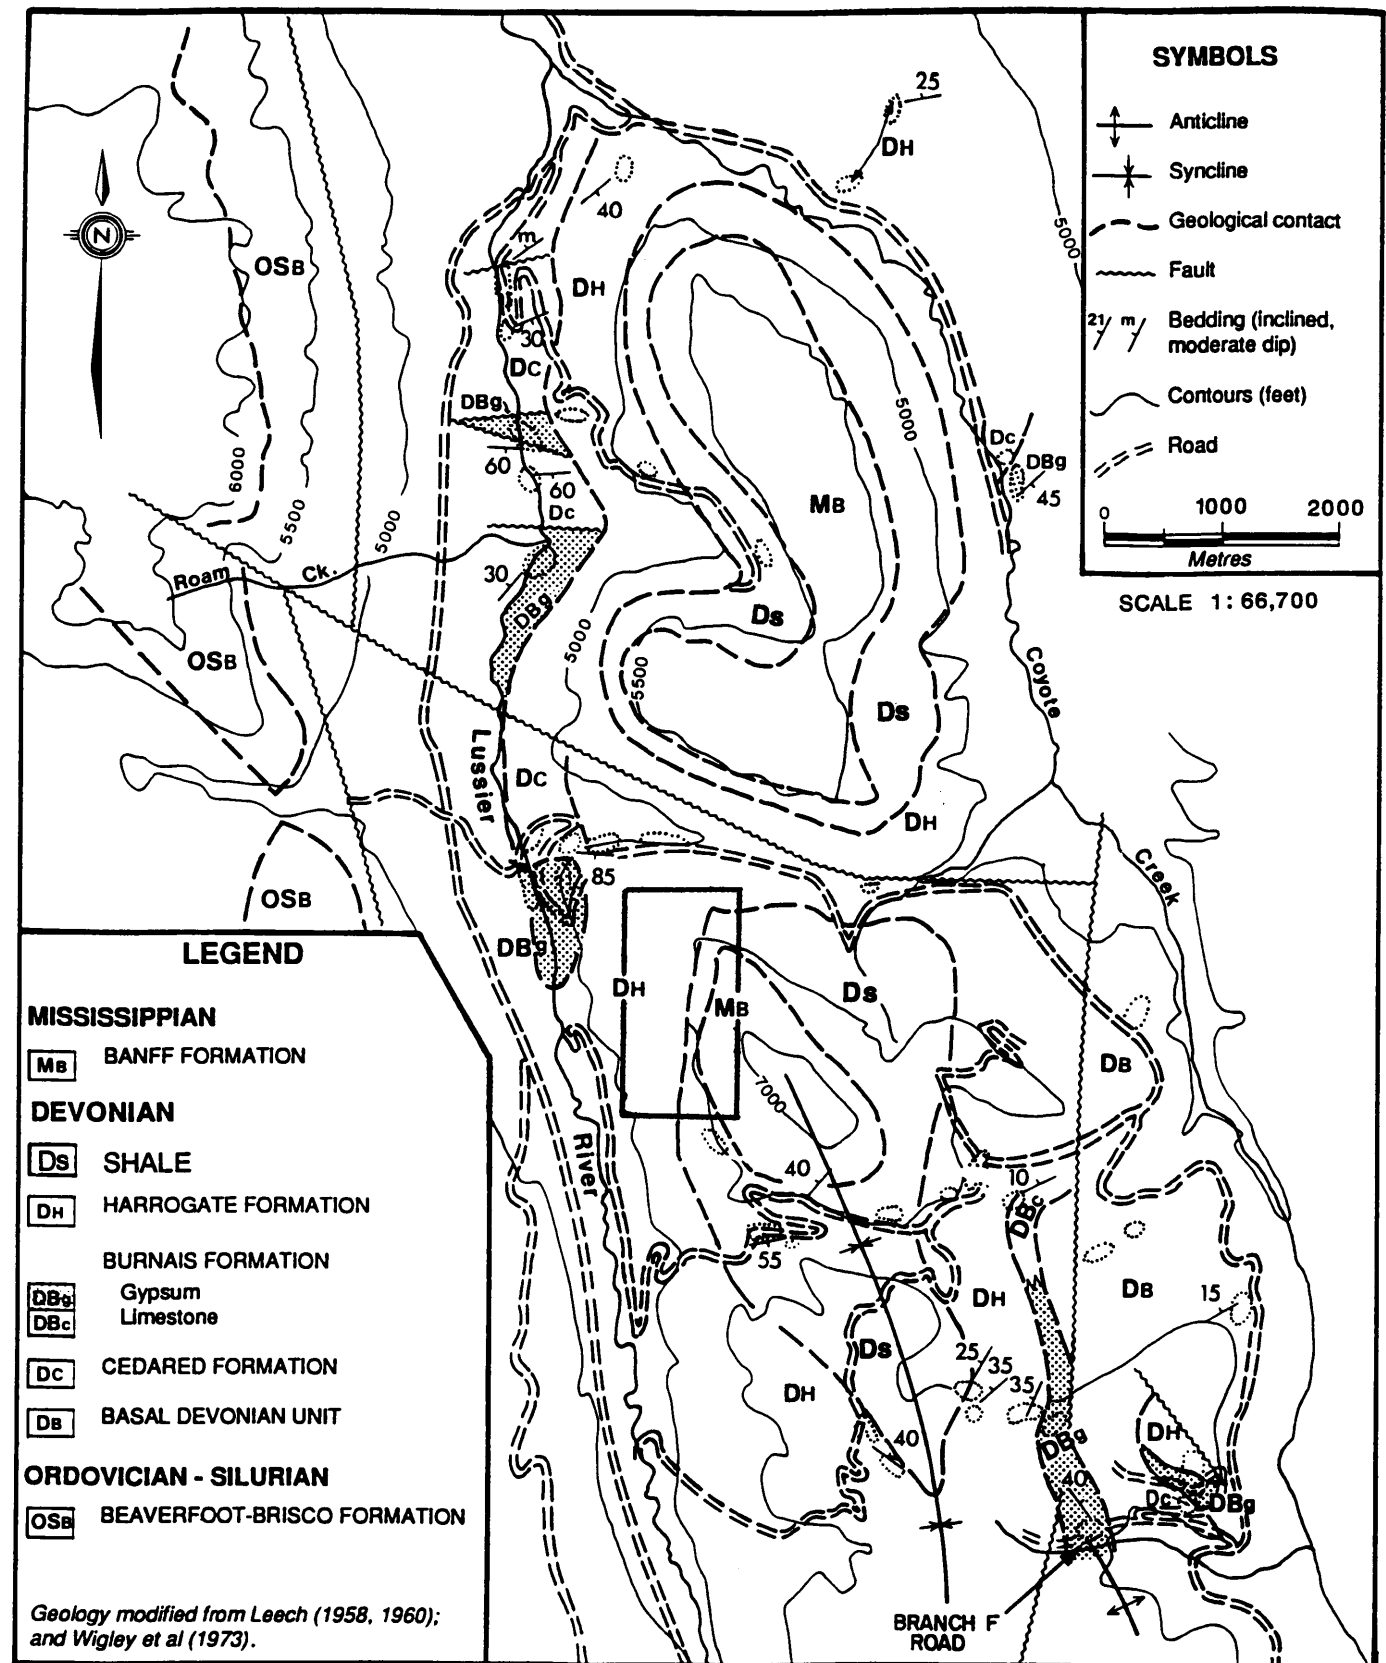 SYMBOLS
Anticline
Syncline
Geological contact
Fault
21 m Bedding (inclined,
moderate dip)
Contours (feet)
Road
0 1000 2000
Metres
SCALE 1: 66,700
N
25
DH
40
m
5000
OSB
DH
30
DC
DBg
60
60
Dc
6000
5500
5000
5000
Dc
DBg
45
MB
Roam Ck.
30
DBg
5000
Ds
OSB
5500
Coyote
Ds
Lussier
DC
DH
85
Creek
OSB
DBg
DH
MB
Ds
7000
DB
River
40
10
DBc
55
DH
DB
15
Ds
25
35
35
DH
40
DBg
40
DH
Dc
DBg
BRANCH F
ROAD
LEGEND
MISSISSIPPIAN
MB BANFF FORMATION
DEVONIAN
Ds SHALE
DH HARROGATE FORMATION
BURNAIS FORMATION
DBg Gypsum
DBc Limestone
DC CEDARED FORMATION
DB BASAL DEVONIAN UNIT
ORDOVICIAN - SILURIAN
OSB BEAVERFOOT-BRISCO FORMATION
Geology modified from Leech (1958, 1960);
and Wigley et al (1973).